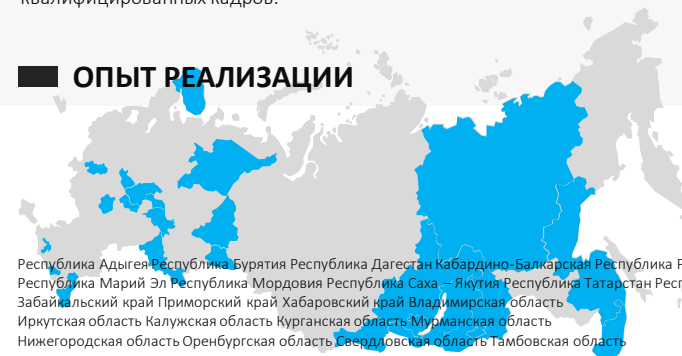 квалифицированных кадров.
ОПЫТ РЕАЛИЗАЦИИ
Республика Адыгея Республика Бурятия Республика Дагестан Кабардино-Балкарская Республика
Республика Марий Эл Республика Мордовия Республика Саха – Якутия Республика Татарстан
Забайкальский край Приморский край Хабаровский край Владимирская область
Иркутская область Калужская область Курганская область Мурманская область
Нижегородская область Оренбургская область Свердловская область Тамбовская область